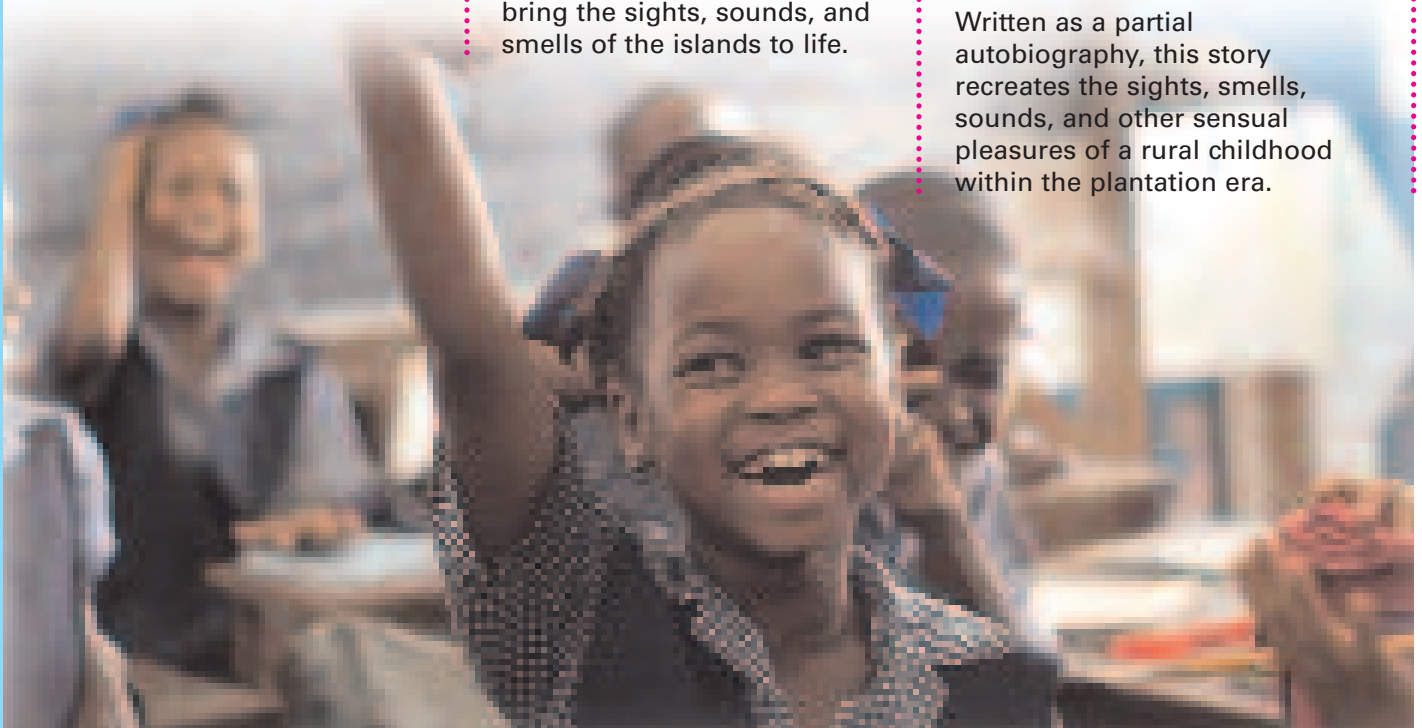 bring the sights, sounds, and
smells of the islands to life.
Written as a partial
autobiography, this story
recreates the sights, smells,
sounds, and other sensual
pleasures of a rural childhood
within the plantation era.